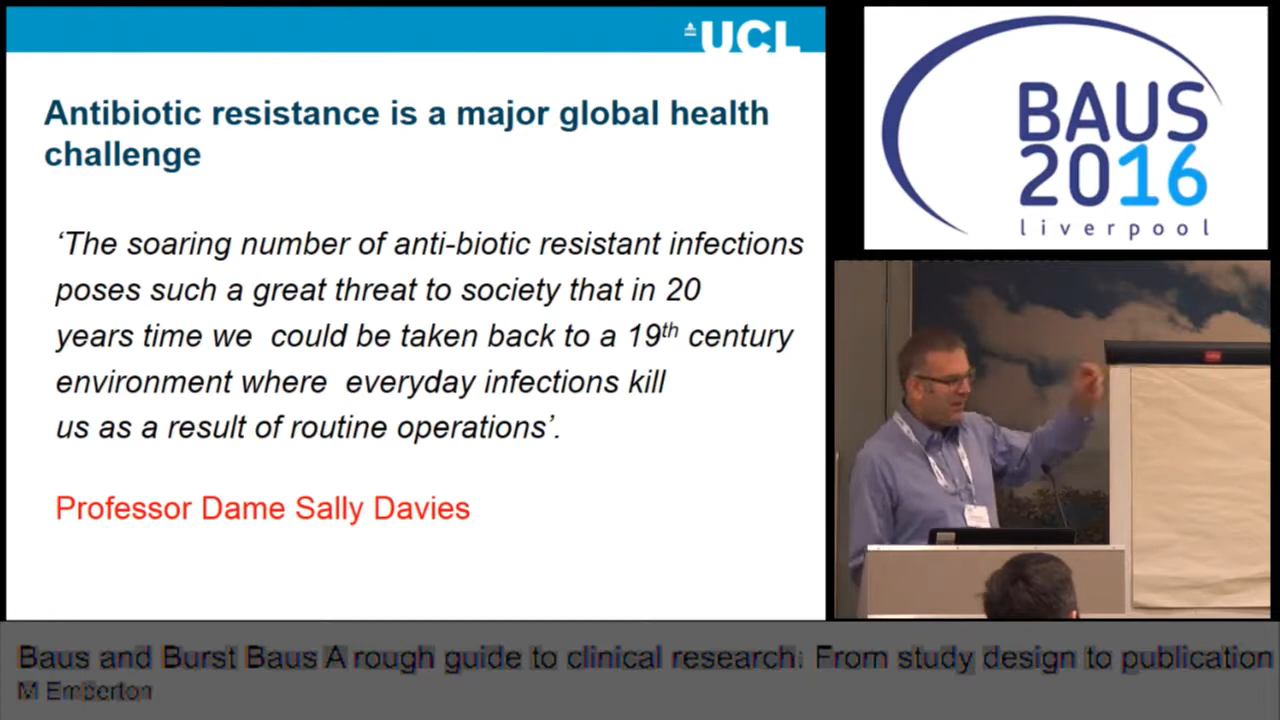 UCL
Antibiotic resistance is a major global health
challenge
‘The soaring number of anti-biotic resistant infections
poses such a great threat to society that in 20
years time we could be taken back to a 19th century
environment where everyday infections kill
us as a result of routine operations’.
Professor Dame Sally Davies
BAUS
2016
liverpool
Baus and Burst Baus A rough guide to clinical research: From study design to publication
M Emberton